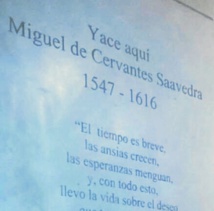 Yace aquí
Miguel de Cervantes Saavedra
1547 - 1616
"El tiempo es breve,
las ansias crecen,
las esperanzas menguan,
y, con todo esto,
llevo la vida sobre el deseo